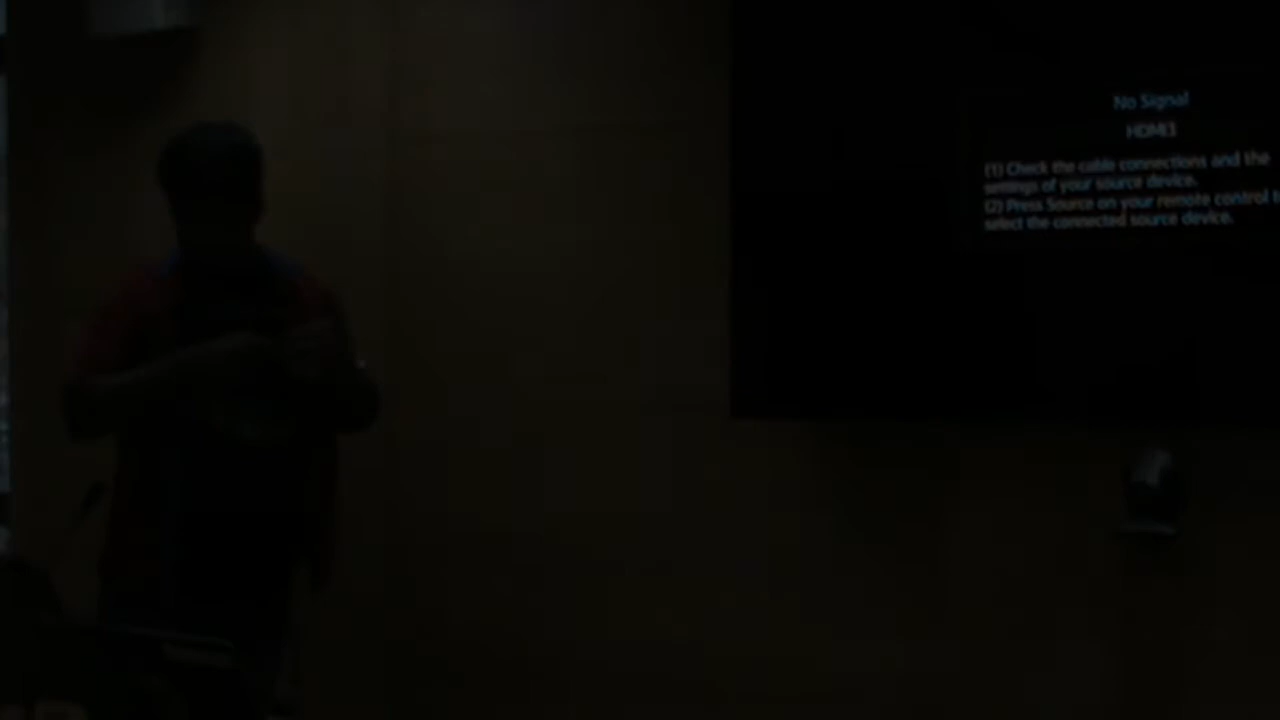 No Signal
HDMI3
(1) Check the cable connections and the
settings of your source device.
(2) Press Source on your remote control
select the connected source device.